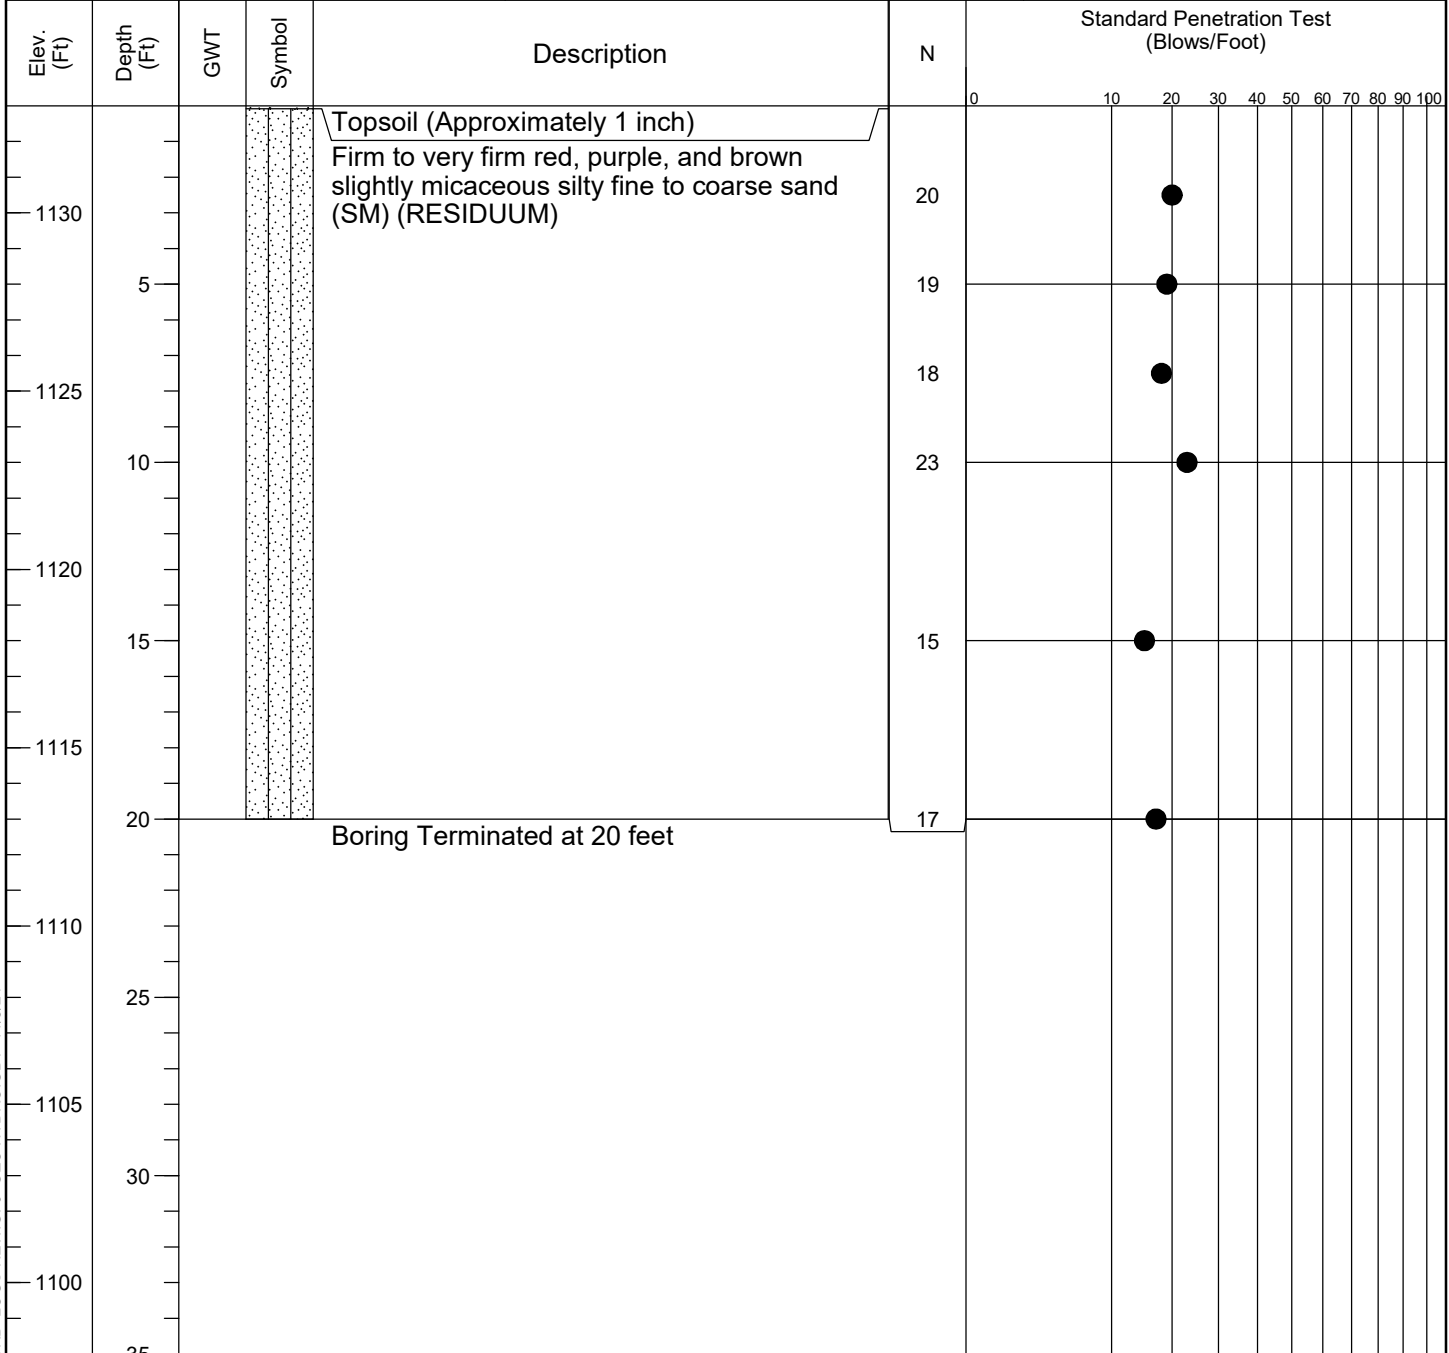 Elev.
(Ft)
Depth
(Ft)
GWT
Symbol
Description
N
Standard Penetration Test
(Blows/Foot)
0 10 20 30 40 50 60 70 80 90 100
Topsoil (Approximately 1 inch)
Firm to very firm red, purple, and brown
slightly micaceous silty fine to coarse sand
(SM) (RESIDUUM)
20
1130
5 19
18
1125
10 23
1120
15 15
1115
20 17
Boring Terminated at 20 feet
1110
25
1105
30
1100
35